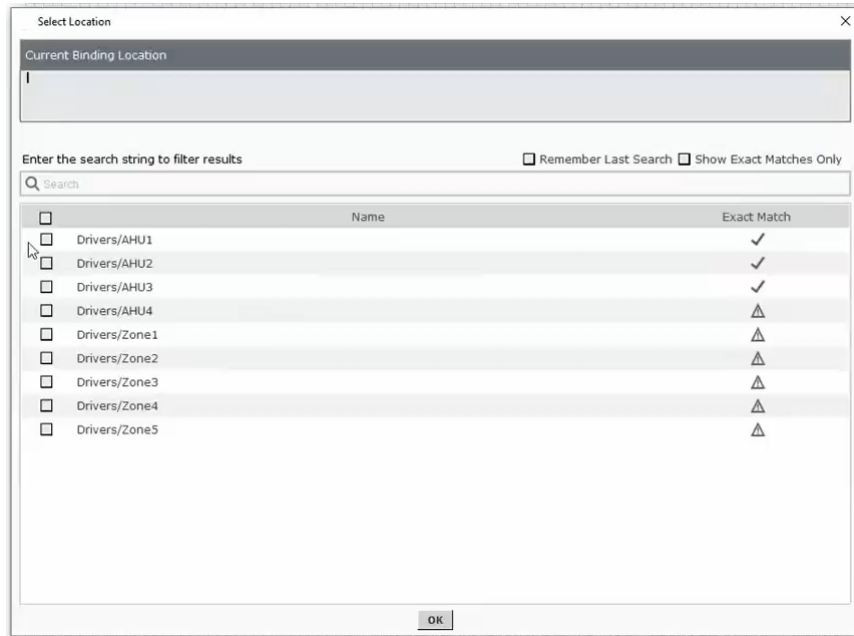 Select Location
Current Binding Location
Enter the search string to filter results
Remember Last Search Show Exact Matches Only
Search
Name Exact Match
Drivers/AHU1
Drivers/AHU2
Drivers/AHU3
Drivers/AHU4
Drivers/Zone1
Drivers/Zone2
Drivers/Zone3
Drivers/Zone4
Drivers/Zone5
OK